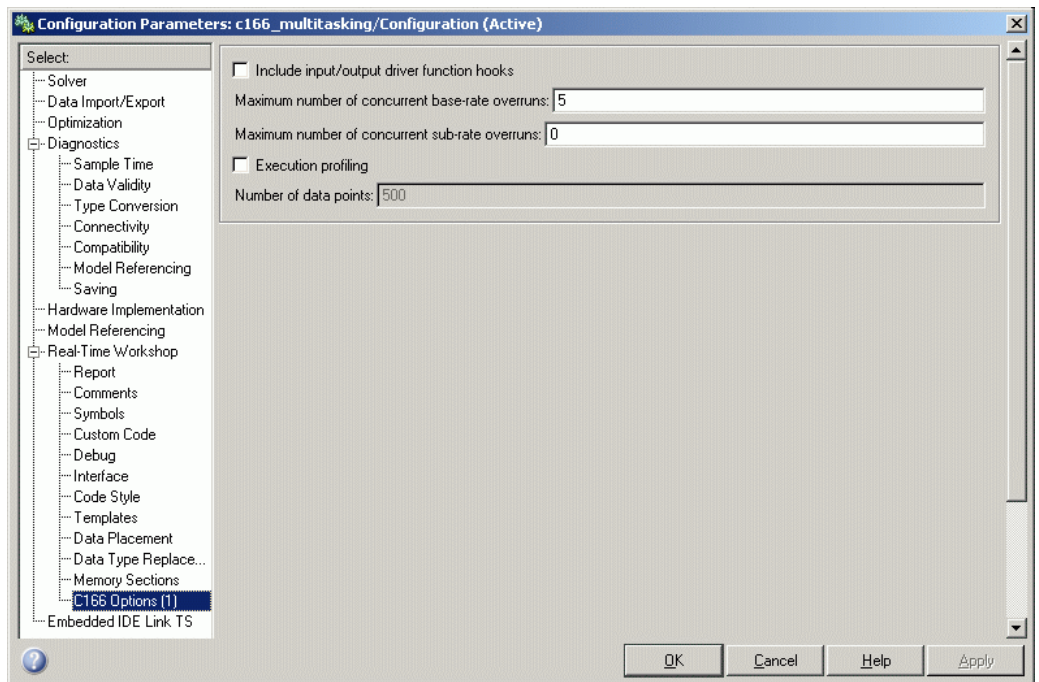 Configuration Parameters: c166_multitasking/Configuration (Active)
Select:
Solver
Data Import/Export
Optimization
Diagnostics
Sample Time
Data Validity
Type Conversion
Connectivity
Compatibility
Model Referencing
Saving
Hardware Implementation
Model Referencing
Real-Time Workshop
Report
Comments
Symbols
Custom Code
Debug
Interface
Code Style
Templates
Data Placement
Data Type Replace...
Memory Sections
C166 Options (1)
Embedded IDE Link TS
Include input/output driver function hooks
Maximum number of concurrent base-rate overruns: 5
Maximum number of concurrent sub-rate overruns: 0
Execution profiling
Number of data points: 500
OK Cancel Help Apply